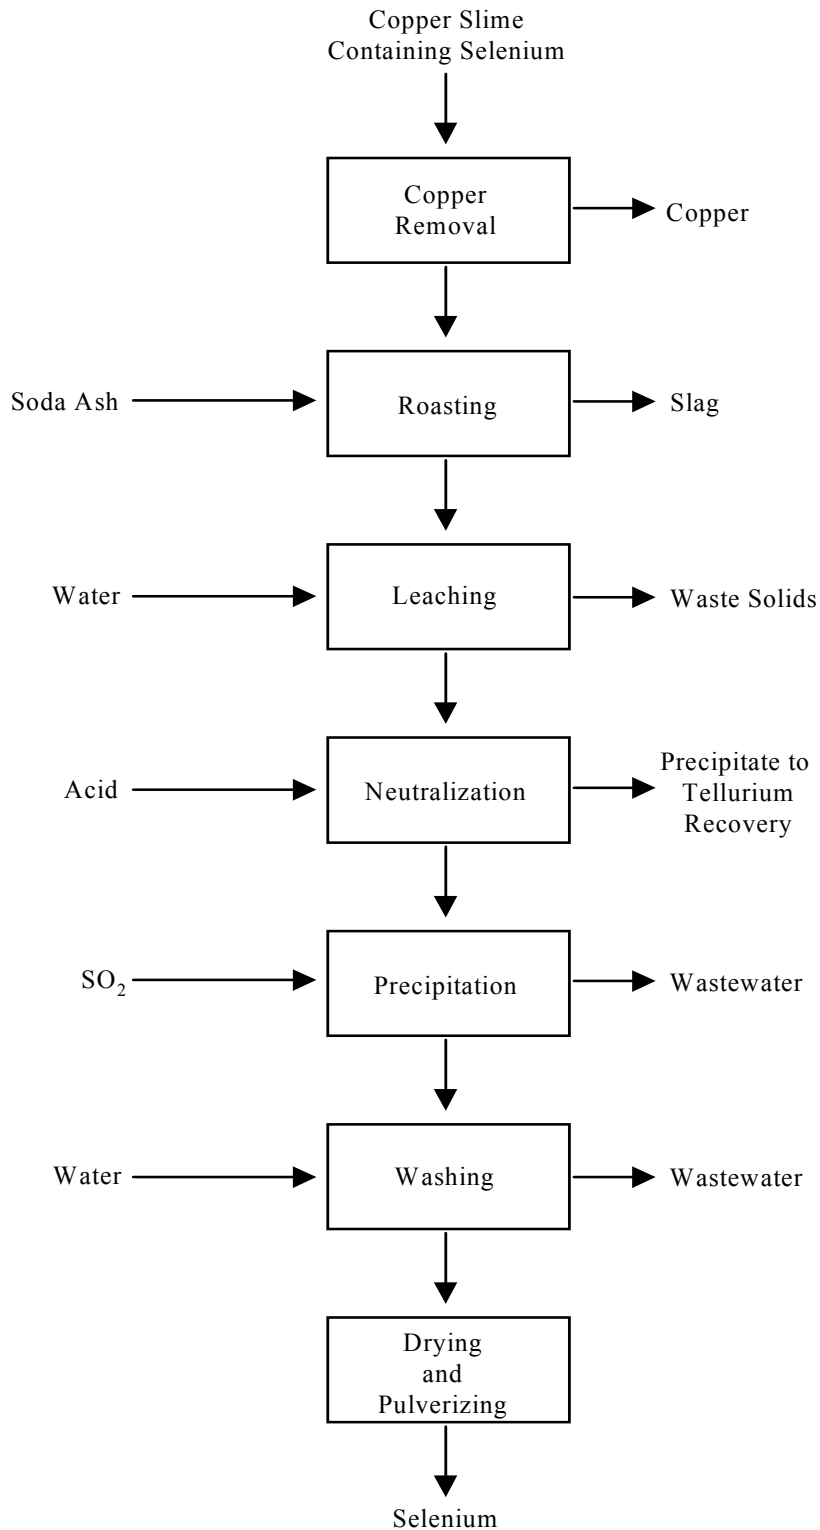 Copper Slime
Containing Selenium
Copper
Removal
Copper
Soda Ash
Roasting
Slag
Water
Leaching
Waste Solids
Acid
Neutralization
Precipitate to
Tellurium
Recovery
SO₂
Precipitation
Wastewater
Water
Washing
Wastewater
Drying
and
Pulverizing
Selenium